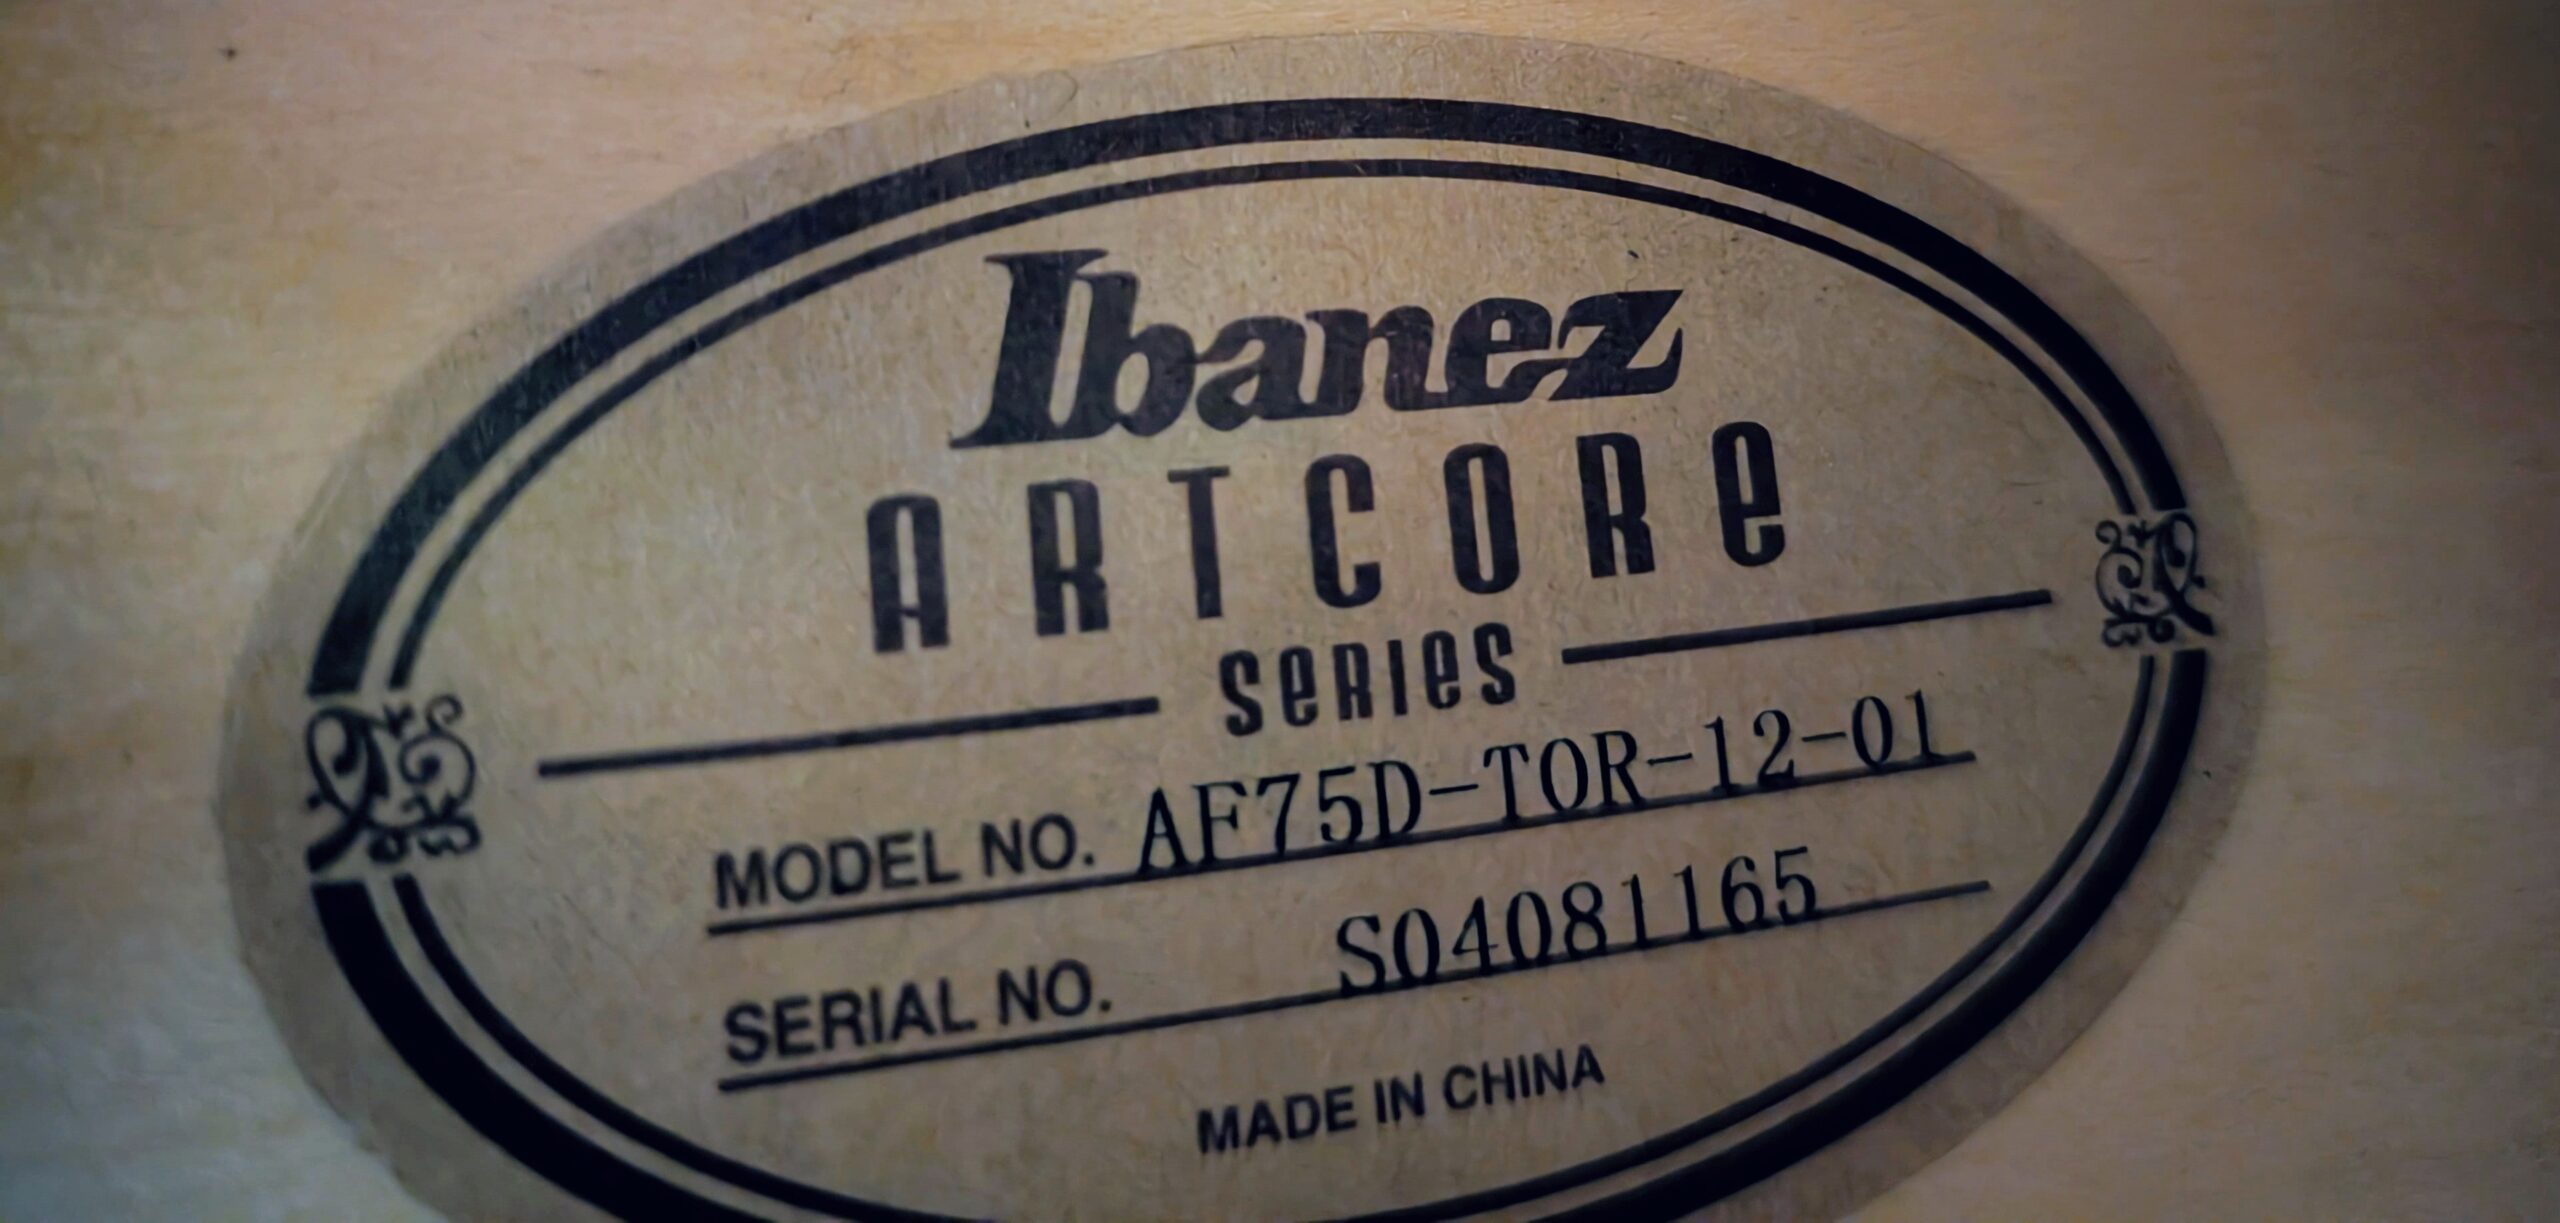 Ibanez
ARTCORE
SERIES
MODEL NO. AF75D-TOR-12-01
SERIAL NO. S04081165
MADE IN CHINA